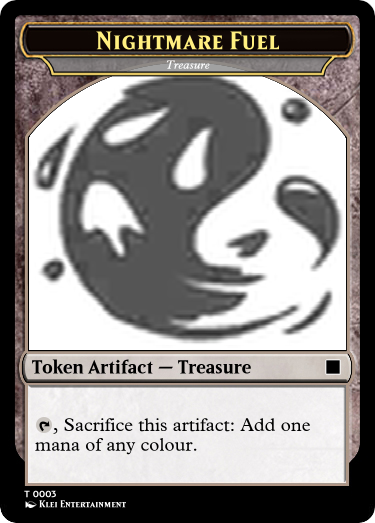 Nightmare Fuel
Treasure
Token Artifact — Treasure
, Sacrifice this artifact: Add one
mana of any colour.
T 0003
Klei Entertainment